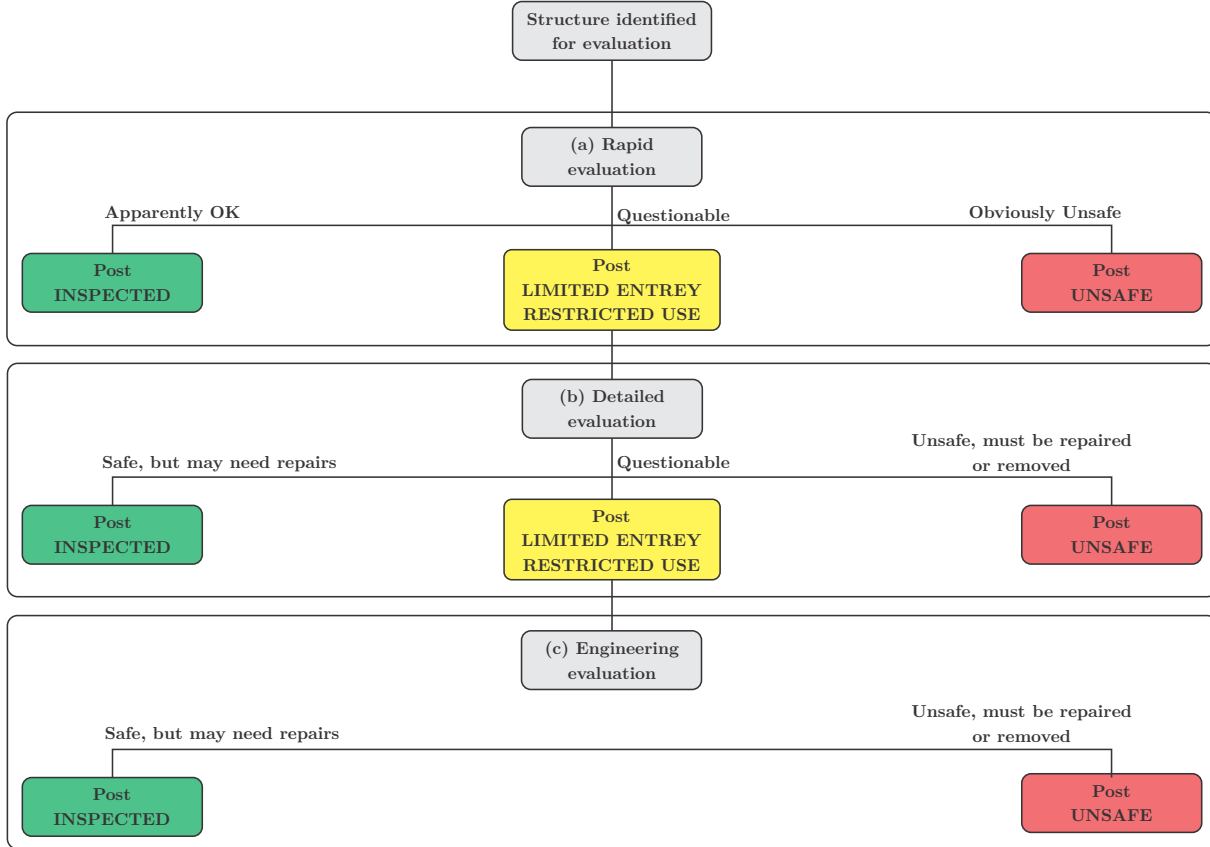 Structure identified
for evaluation
(a) Rapid
evaluation
Apparently OK
Questionable
Obviously Unsafe
Post
INSPECTED
Post
LIMITED ENTREY
RESTRICTED USE
Post
UNSAFE
(b) Detailed
evaluation
Safe, but may need repairs
Questionable
Unsafe, must be repaired
or removed
Post
INSPECTED
Post
LIMITED ENTREY
RESTRICTED USE
Post
UNSAFE
(c) Engineering
evaluation
Safe, but may need repairs
Unsafe, must be repaired
or removed
Post
INSPECTED
Post
UNSAFE